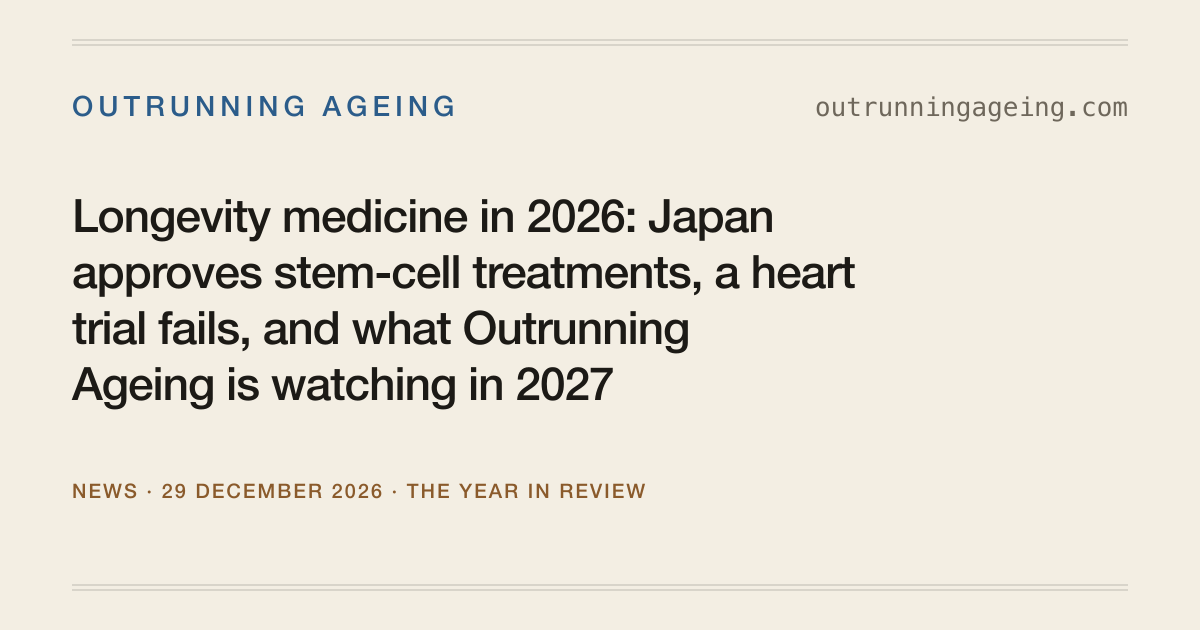 OUTRUNNING AGEING
outrunningageing.com
Longevity medicine in 2026: Japan
approves stem-cell treatments, a heart
trial fails, and what Outrunning
Ageing is watching in 2027
NEWS · 29 DECEMBER 2026 · THE YEAR IN REVIEW